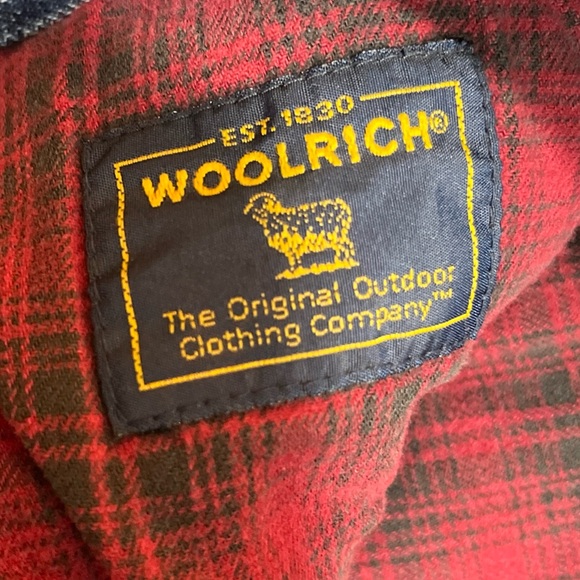 EST. 1830
WOOLRICH®
The Original Outdoor
Clothing Company™